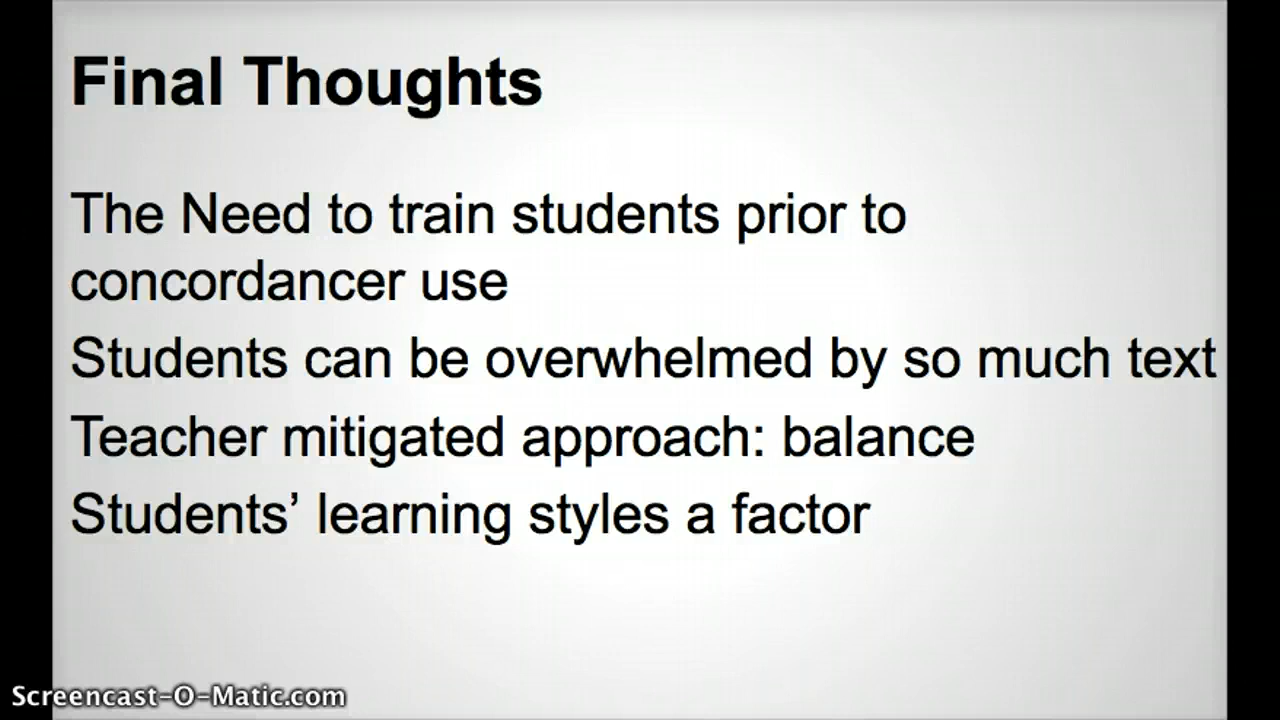 Final Thoughts
The Need to train students prior to
concordancer use
Students can be overwhelmed by so much text
Teacher mitigated approach: balance
Students’ learning styles a factor
Screencast-O-Matic.com